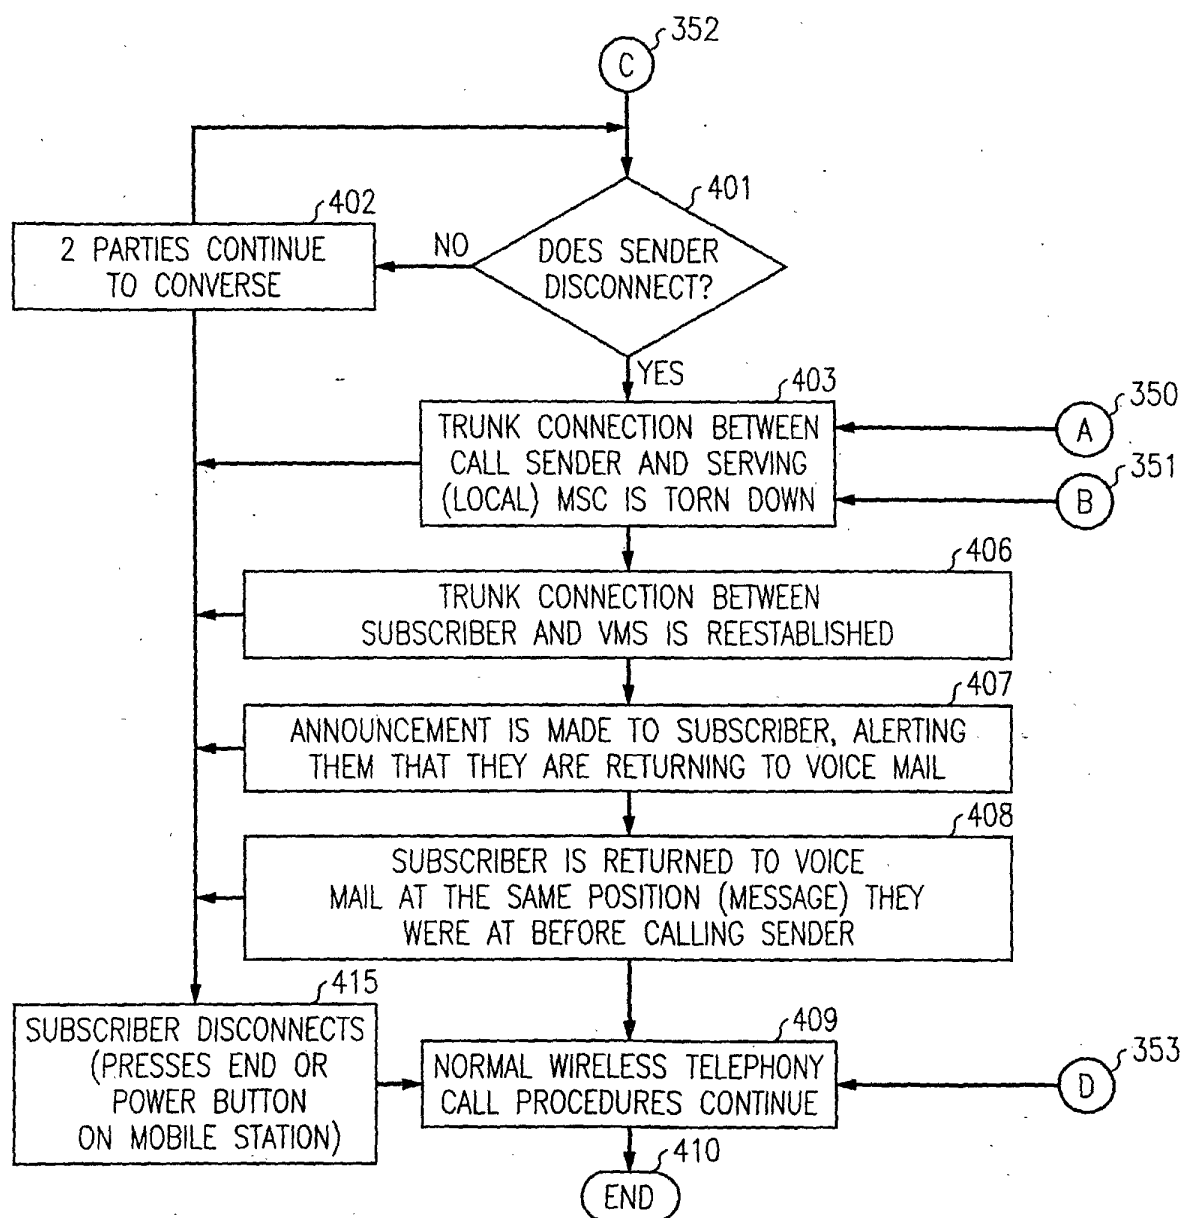 352
C
401
DOES SENDER
DISCONNECT?
NO
402
2 PARTIES CONTINUE
TO CONVERSE
YES
403
TRUNK CONNECTION BETWEEN
CALL SENDER AND SERVING
(LOCAL) MSC IS TORN DOWN
350
A
351
B
406
TRUNK CONNECTION BETWEEN
SUBSCRIBER AND VMS IS REESTABLISHED
407
ANNOUNCEMENT IS MADE TO SUBSCRIBER, ALERTING
THEM THAT THEY ARE RETURNING TO VOICE MAIL
408
SUBSCRIBER IS RETURNED TO VOICE
MAIL AT THE SAME POSITION (MESSAGE) THEY
WERE AT BEFORE CALLING SENDER
415
SUBSCRIBER DISCONNECTS
(PRESSES END OR
POWER BUTTON
ON MOBILE STATION)
409
NORMAL WIRELESS TELEPHONY
CALL PROCEDURES CONTINUE
353
D
410
END